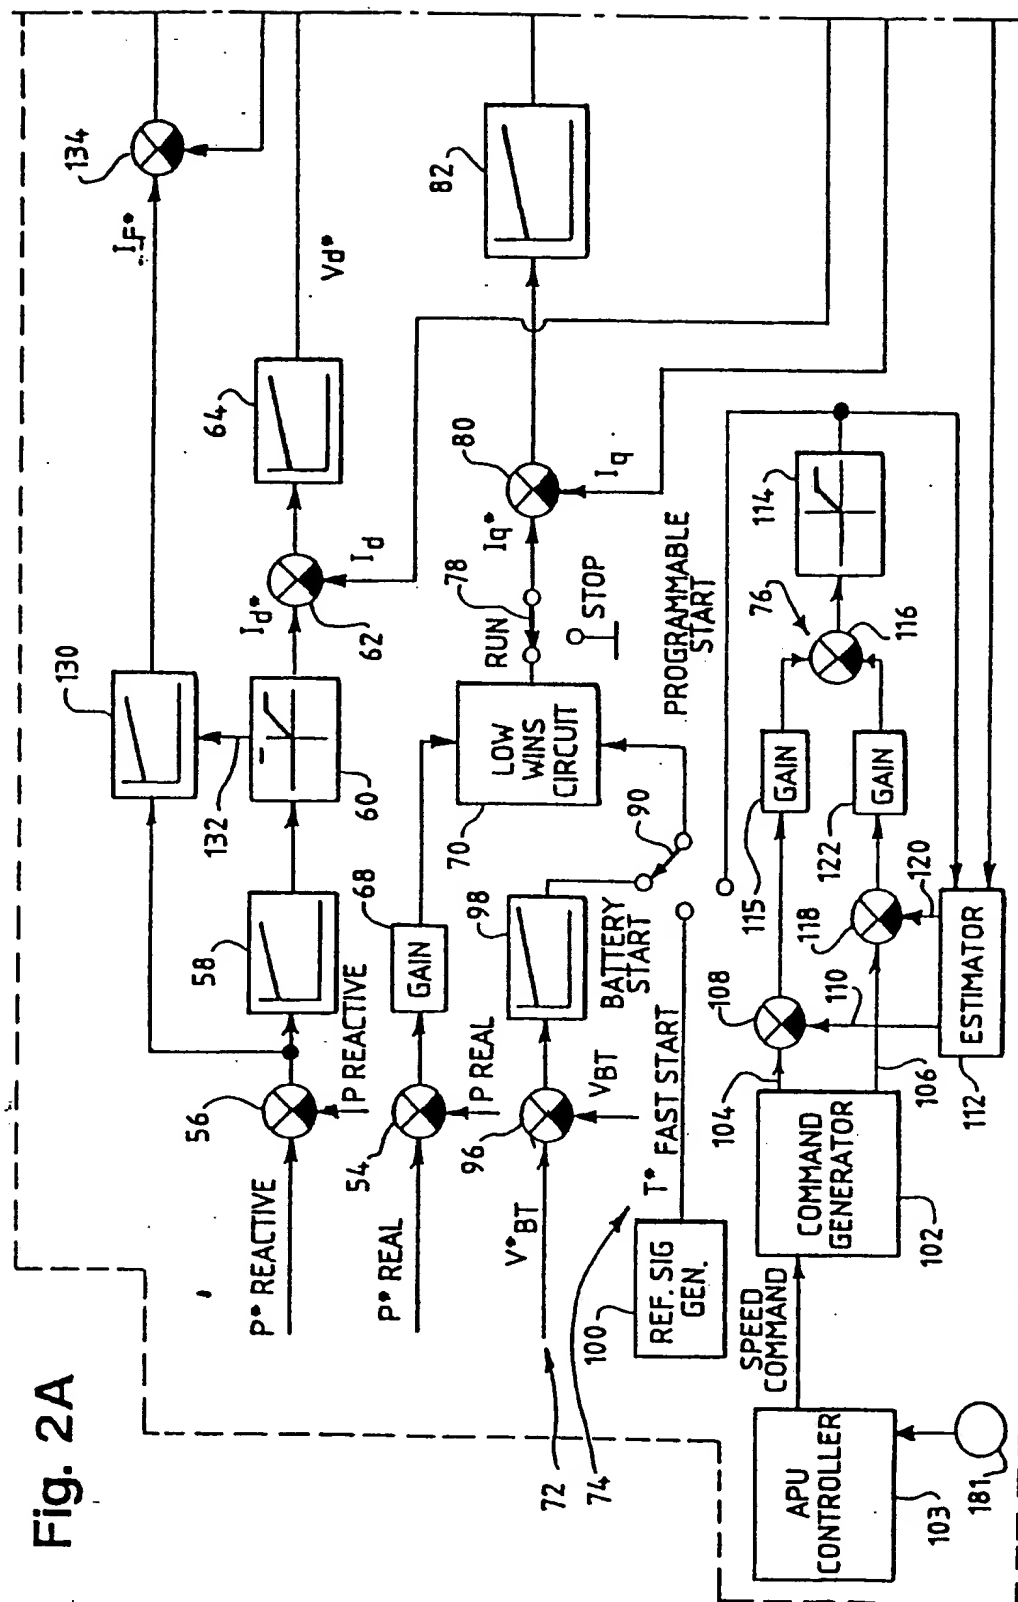 Fig. 2A
134
I_F*
Vd*
130
132
64
82
I_d*
62
I_d
60
58
56
P* REACTIVE
P REACTIVE
P* REAL
54
P REAL
68
GAIN
70
LOW
WINS
CIRCUIT
RUN
78
STOP
Iq*
80
Iq
V*BT
96
VBT
98
BATTERY
START
90
PROGRAMMABLE
START
72
74
100
REF. SIG
GEN.
T*
FAST START
APU
CONTROLLER
103
181
SPEED
COMMAND
COMMAND
GENERATOR
102
104
106
108
110
ESTIMATOR
112
118
120
115
GAIN
122
GAIN
76
116
114